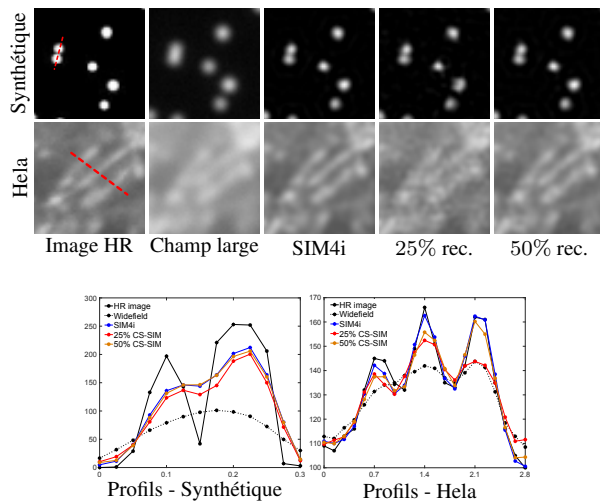 Synthétique
Hela
Image HR Champ large SIM4i 25% rec. 50% rec.
300
250
200
150
100
50
0
0 0.1 0.2 0.3
HR image
Widefield
SIM4i
25% CS-SIM
50% CS-SIM
Profils - Synthétique
170
160
150
140
130
120
110
100
0 0.7 1.4 2.1 2.8
HR image
Widefield
SIM4i
25% CS-SIM
50% CS-SIM
Profils - Hela